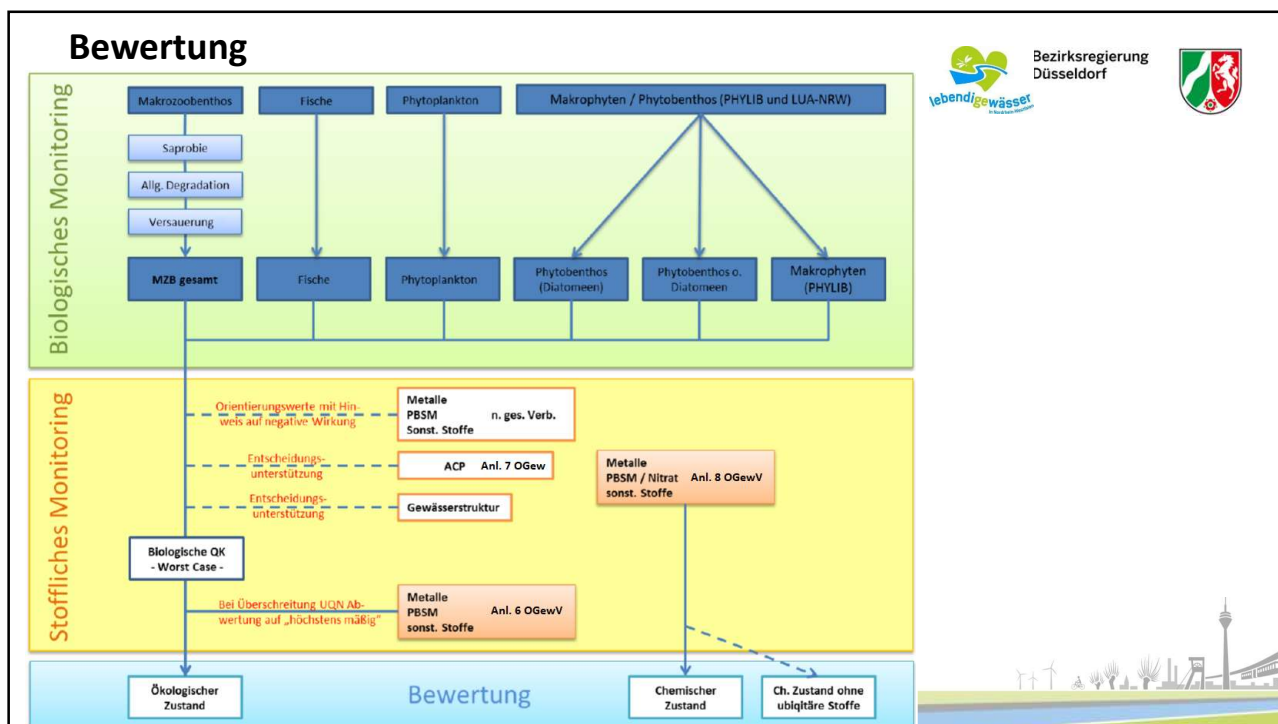 Bewertung
lebendigewässer
in Nordrhein-Westfalen
Bezirksregierung
Düsseldorf
Biologisches Monitoring
Makrozoobenthos
Fische
Phytoplankton
Makrophyten / Phytobenthos (PHYLIB und LUA-NRW)
Saprobie
Allg. Degradation
Versauerung
MZB gesamt
Fische
Phytoplankton
Phytobenthos
(Diatomeen)
Phytobenthos o.
Diatomeen
Makrophyten
(PHYLIB)
Stoffliches Monitoring
Orientierungswerte mit Hin-
weis auf negative Wirkung
Metalle
PBSM n. ges. Verb.
Sonst. Stoffe
Entscheidungs-
unterstützung
ACP Anl. 7 OGew
Entscheidungs-
unterstützung
Gewässerstruktur
Metalle
PBSM / Nitrat Anl. 8 OGewV
sonst. Stoffe
Biologische QK
- Worst Case -
Bei Überschreitung UQN Ab-
wertung auf „höchstens mäßig“
Metalle
PBSM Anl. 6 OGewV
sonst. Stoffe
Ökologischer
Zustand
Bewertung
Chemischer
Zustand
Ch. Zustand ohne
ubiqitäre Stoffe